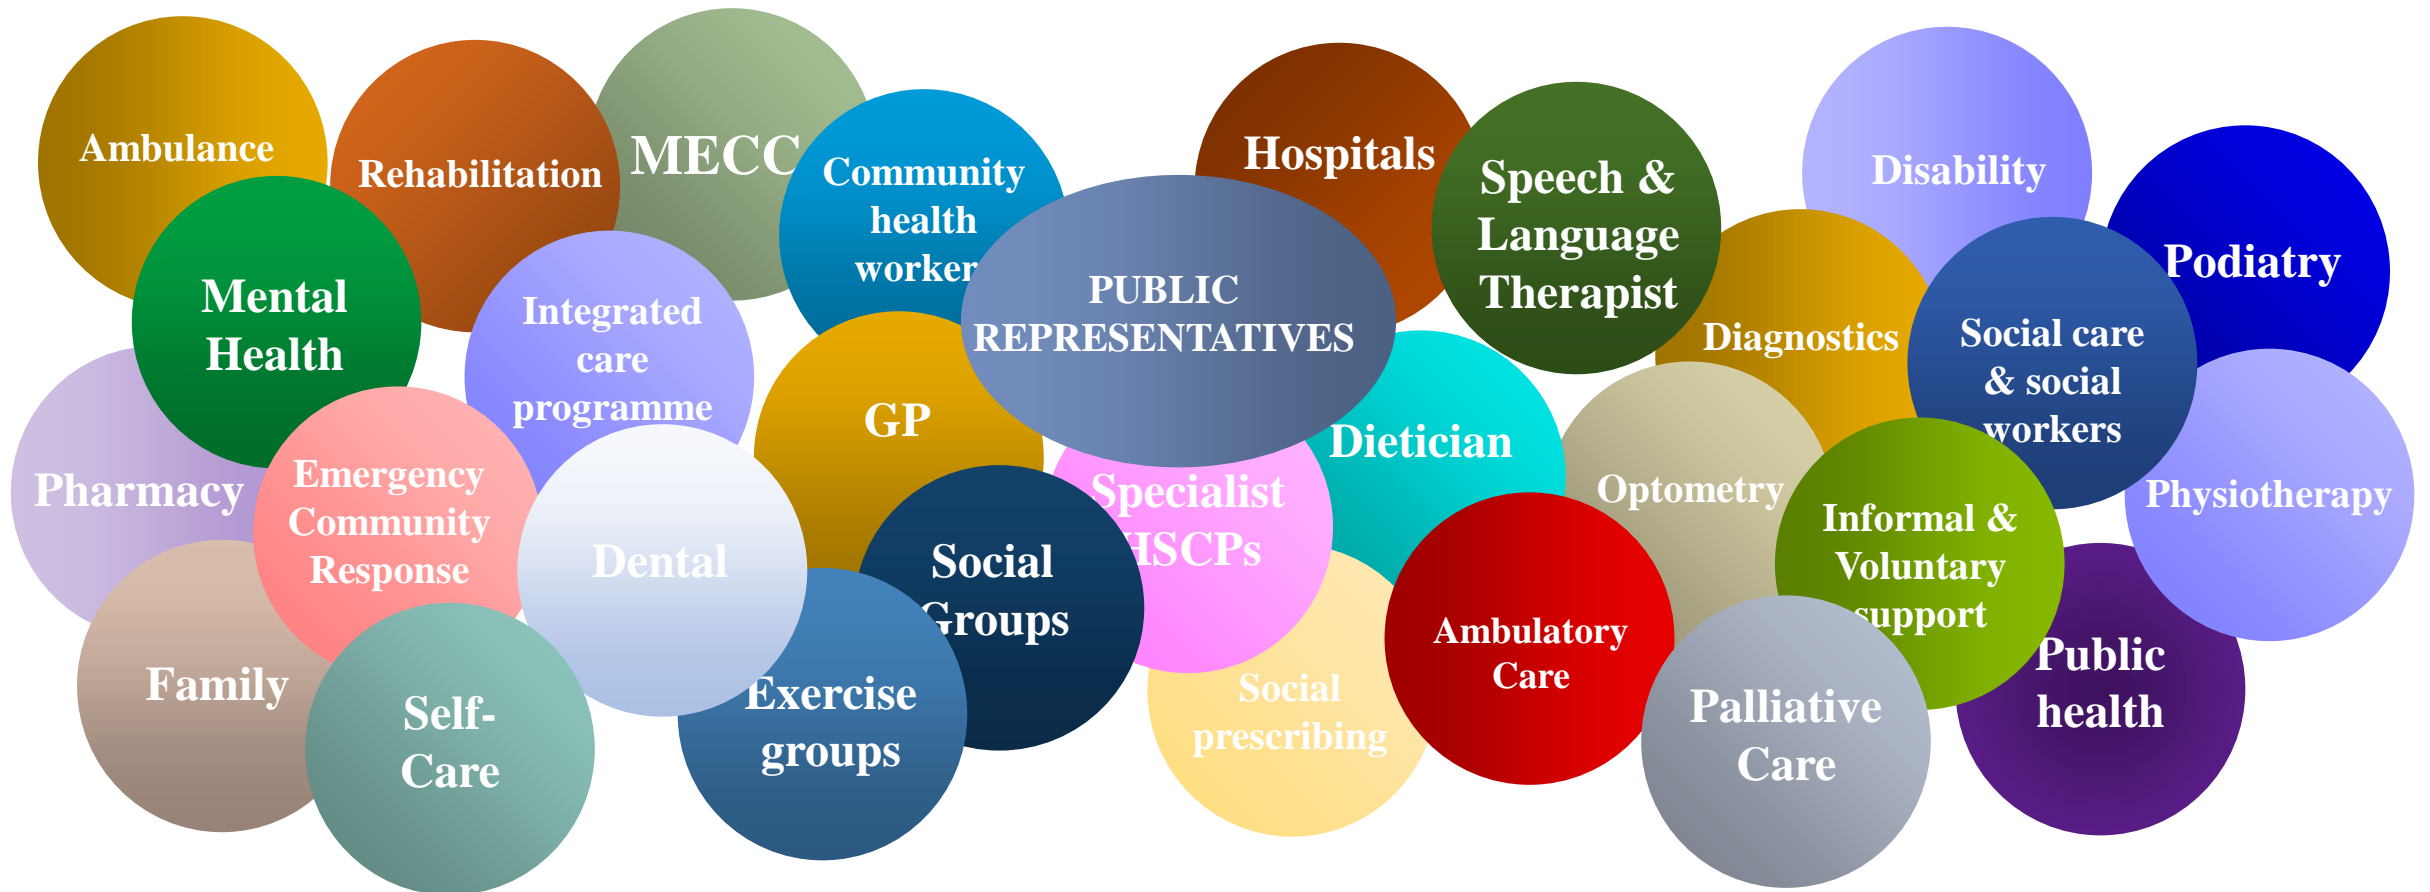 Ambulance
Rehabilitation
MECC
Community
health
worker
Hospitals
Speech &
Language
Therapist
Disability
Podiatry
Mental
Health
Integrated
care
programme
PUBLIC
REPRESENTATIVES
Diagnostics
Social care
& social
workers
Pharmacy
Emergency
Community
Response
GP
Dietician
Optometry
Physiotherapy
Dental
Social
Groups
Specialist
HSCPs
Informal &
Voluntary
support
Family
Self-
Care
Exercise
groups
Social
prescribing
Ambulatory
Care
Palliative
Care
Public
health